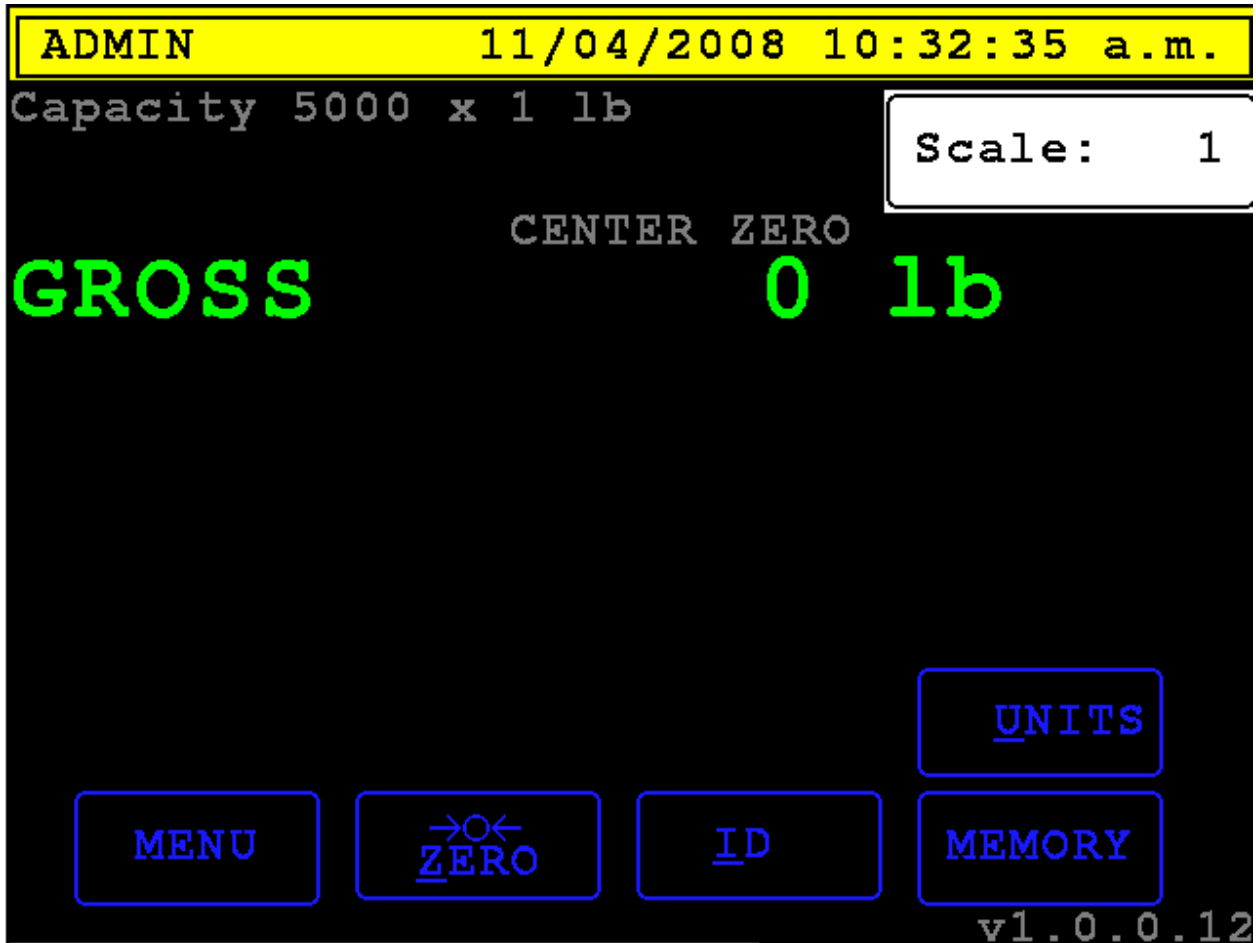 ADMIN 11/04/2008 10:32:35 a.m.
Capacity 5000 x 1 lb
Scale: 1
CENTER ZERO
GROSS 0 lb
UNITS
MENU →O← ZERO ID MEMORY
v1.0.0.12